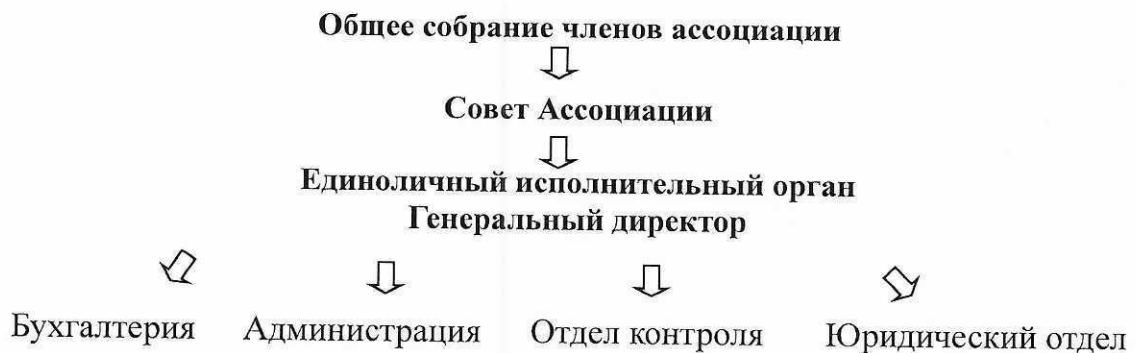 Общее собрание членов ассоциации
Совет Ассоциации
Единоличный исполнительный орган
Генеральный директор
Бухгалтерия Администрация Отдел контроля Юридический отдел